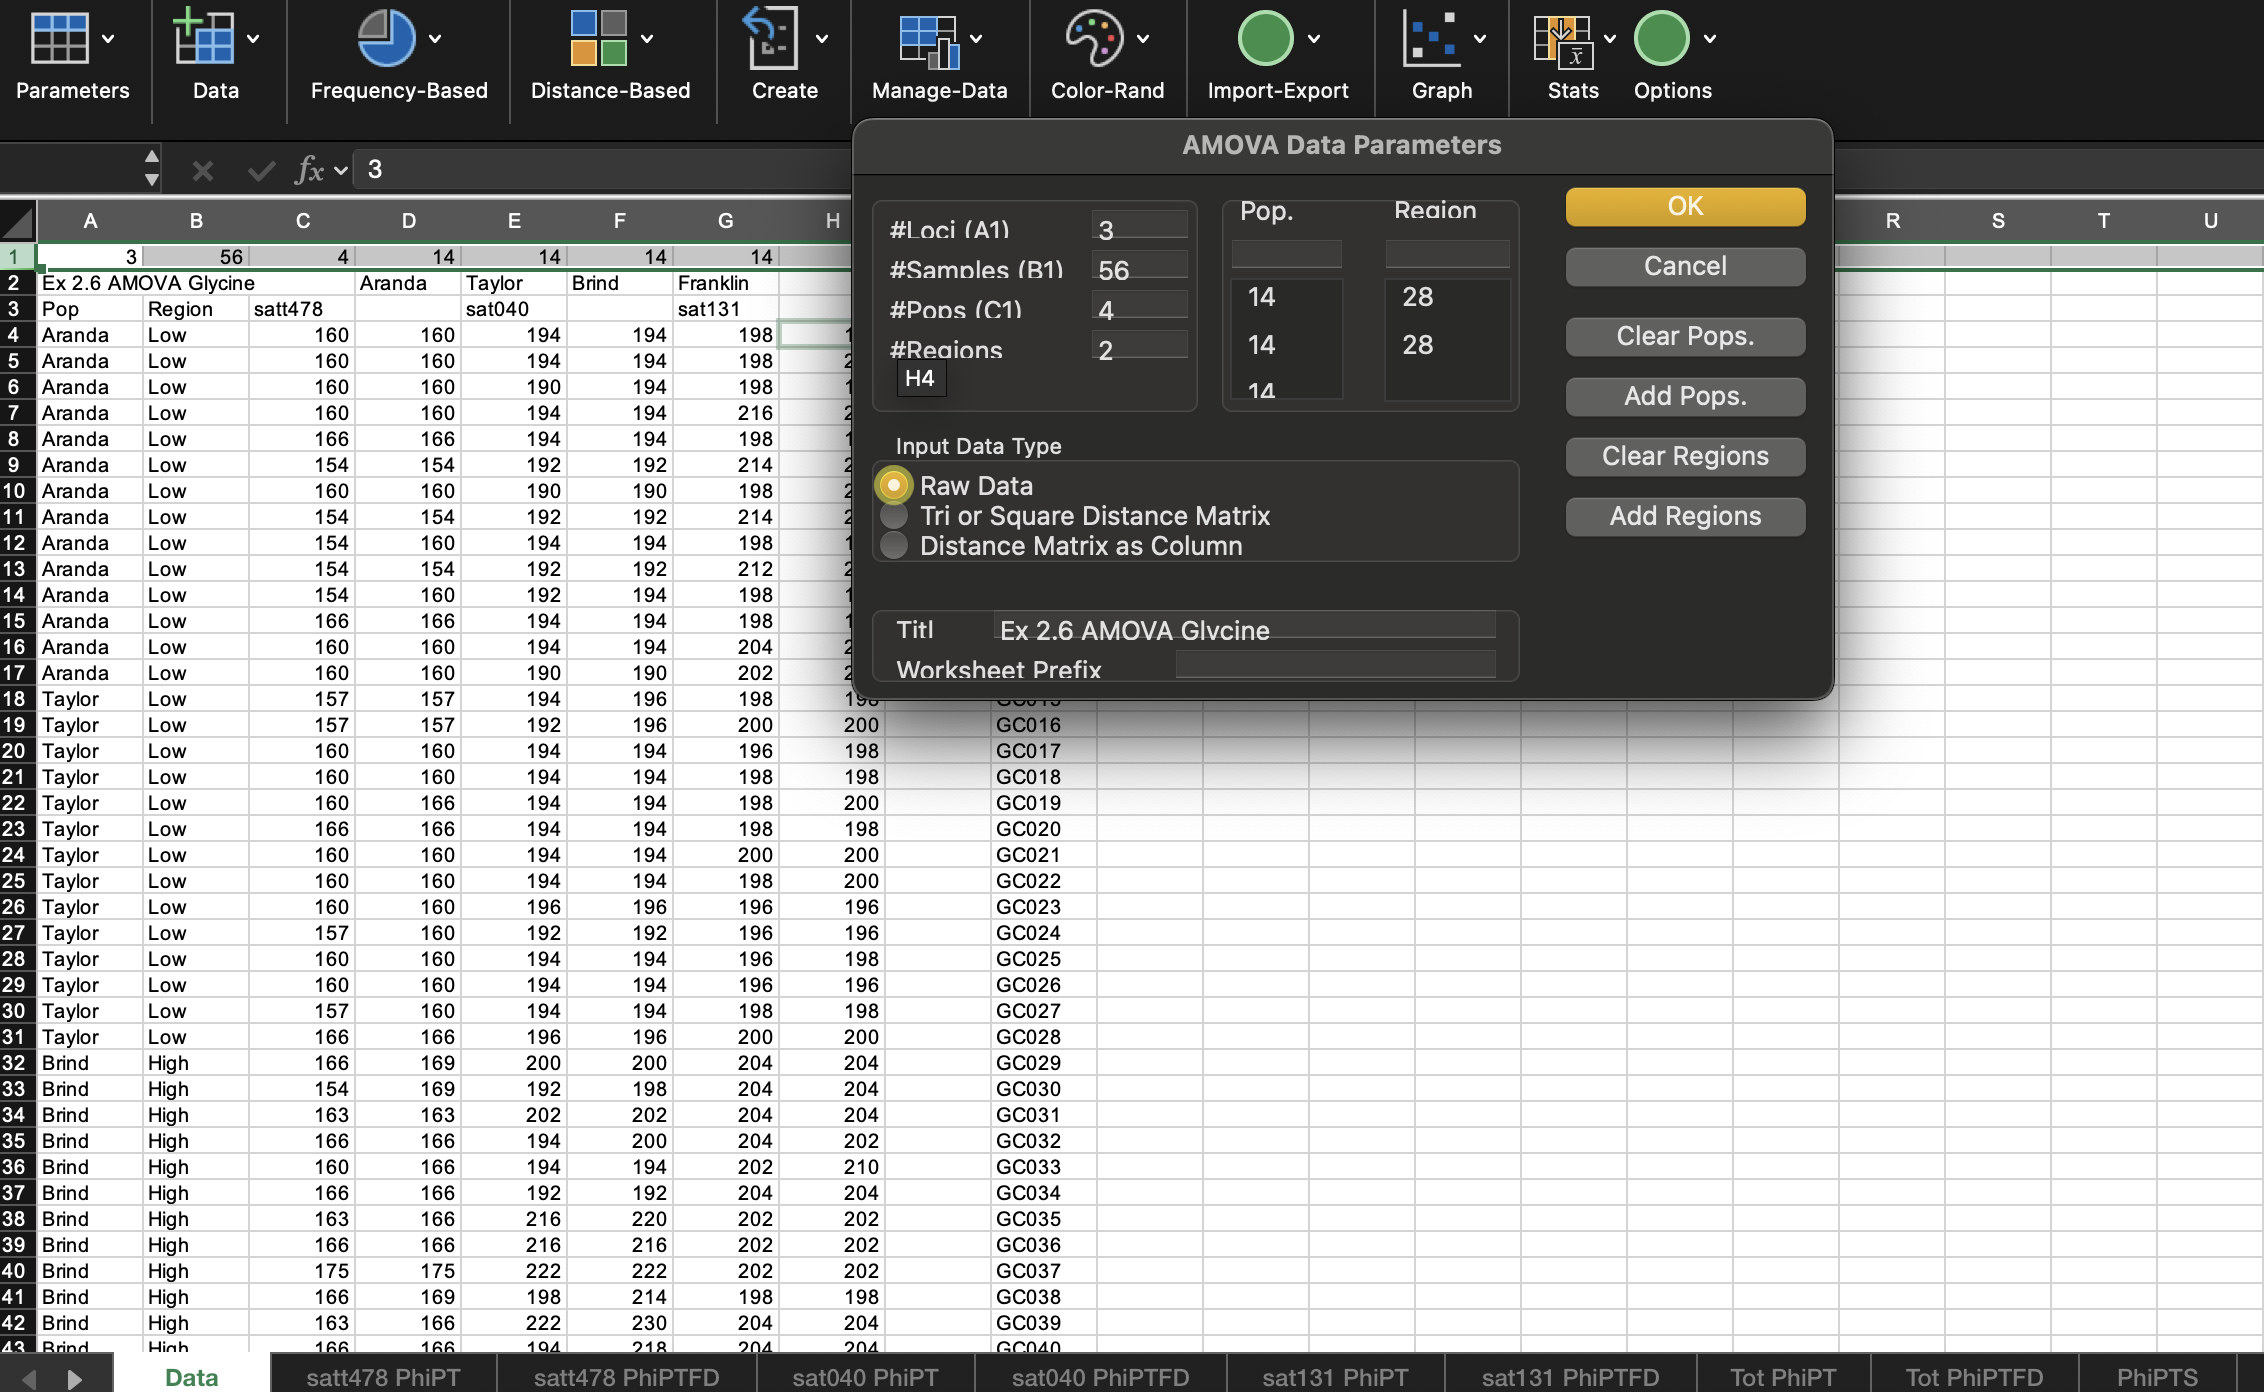 Parameters Data Frequency-Based Distance-Based Create Manage-Data Color-Rand Import-Export Graph Stats Options
fx 3
AMOVA Data Parameters
#Loci (A1) 3
#Samples (B1) 56
#Pops (C1) 4
#Regions 2
H4
Pop. Region
14 28
14 28
14
Input Data Type
Raw Data
Tri or Square Distance Matrix
Distance Matrix as Column
Titl Ex 2.6 AMOVA Glycine
Worksheet Prefix
OK
Cancel
Clear Pops.
Add Pops.
Clear Regions
Add Regions
A B C D E F G H R S T U
1 3 56 4 14 14 14 14
2 Ex 2.6 AMOVA Glycine Aranda Taylor Brind Franklin
3 Pop Region satt478 sat040 sat131
4 Aranda Low 160 160 194 194 198
5 Aranda Low 160 160 194 194 198
6 Aranda Low 160 160 190 194 198
7 Aranda Low 160 160 194 194 216
8 Aranda Low 166 166 194 194 198
9 Aranda Low 154 154 192 192 214
10 Aranda Low 160 160 190 190 198
11 Aranda Low 154 154 192 192 214
12 Aranda Low 154 160 194 194 198
13 Aranda Low 154 154 192 192 212
14 Aranda Low 154 160 192 194 198
15 Aranda Low 166 166 194 194 198
16 Aranda Low 160 160 194 194 204
17 Aranda Low 160 160 190 190 202
18 Taylor Low 157 157 194 196 198
19 Taylor Low 157 157 192 196 200 200 GC016
20 Taylor Low 160 160 194 194 196 198 GC017
21 Taylor Low 160 160 194 194 198 198 GC018
22 Taylor Low 160 166 194 194 198 200 GC019
23 Taylor Low 166 166 194 194 198 198 GC020
24 Taylor Low 160 160 194 194 200 200 GC021
25 Taylor Low 160 160 194 194 198 200 GC022
26 Taylor Low 160 160 196 196 196 196 GC023
27 Taylor Low 157 160 192 192 196 196 GC024
28 Taylor Low 160 160 194 194 196 198 GC025
29 Taylor Low 160 160 194 194 196 196 GC026
30 Taylor Low 157 160 194 194 198 198 GC027
31 Taylor Low 166 166 196 196 200 200 GC028
32 Brind High 166 169 200 200 204 204 GC029
33 Brind High 154 169 192 198 204 204 GC030
34 Brind High 163 163 202 202 204 204 GC031
35 Brind High 166 166 194 200 204 202 GC032
36 Brind High 160 166 194 194 202 210 GC033
37 Brind High 166 166 192 192 204 204 GC034
38 Brind High 163 166 216 220 202 202 GC035
39 Brind High 166 166 216 216 202 202 GC036
40 Brind High 175 175 222 222 202 202 GC037
41 Brind High 166 169 198 214 198 198 GC038
42 Brind High 163 166 222 230 204 204 GC039
43 Brind High 166 166 194 218 204 204 GC040
Data satt478 PhiPT satt478 PhiPTFD sat040 PhiPT sat040 PhiPTFD sat131 PhiPT sat131 PhiPTFD Tot PhiPT Tot PhiPTFD PhiPTS